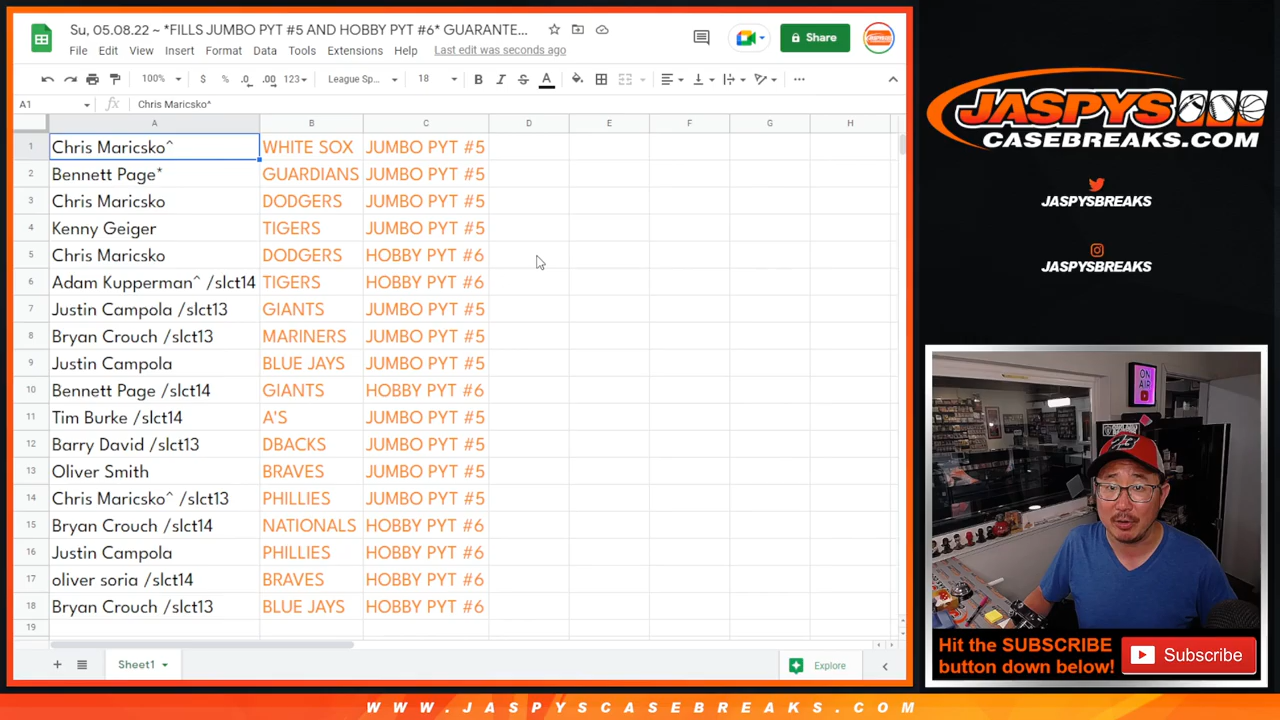 Su, 05.08.22 ~ *FILLS JUMBO PYT #5 AND HOBBY PYT #6* GUARANTE...
File Edit View Insert Format Data Tools Extensions Help Last edit was seconds ago
Share
100% $ % .0 .00 123 League Sp... 18 B I S A
A1 fx Chris Maricsko^
A B C D E F G H
1 Chris Maricsko^ WHITE SOX JUMBO PYT #5
2 Bennett Page* GUARDIANS JUMBO PYT #5
3 Chris Maricsko DODGERS JUMBO PYT #5
4 Kenny Geiger TIGERS JUMBO PYT #5
5 Chris Maricsko DODGERS HOBBY PYT #6
6 Adam Kupperman^ /slct14 TIGERS HOBBY PYT #6
7 Justin Campola /slct13 GIANTS JUMBO PYT #5
8 Bryan Crouch /slct13 MARINERS JUMBO PYT #5
9 Justin Campola BLUE JAYS JUMBO PYT #5
10 Bennett Page /slct14 GIANTS HOBBY PYT #6
11 Tim Burke /slct14 A'S JUMBO PYT #5
12 Barry David /slct13 DBACKS JUMBO PYT #5
13 Oliver Smith BRAVES JUMBO PYT #5
14 Chris Maricsko^ /slct13 PHILLIES JUMBO PYT #5
15 Bryan Crouch /slct14 NATIONALS HOBBY PYT #6
16 Justin Campola PHILLIES HOBBY PYT #6
17 oliver soria /slct14 BRAVES HOBBY PYT #6
18 Bryan Crouch /slct13 BLUE JAYS HOBBY PYT #6
19
Sheet1
Explore
JASPYS
CASEBREAKS.COM
JASPYSBREAKS
JASPYSBREAKS
ON
AIR
23
Hit the SUBSCRIBE
button down below!
Subscribe
WWW.JASPYSCASEBREAKS.COM